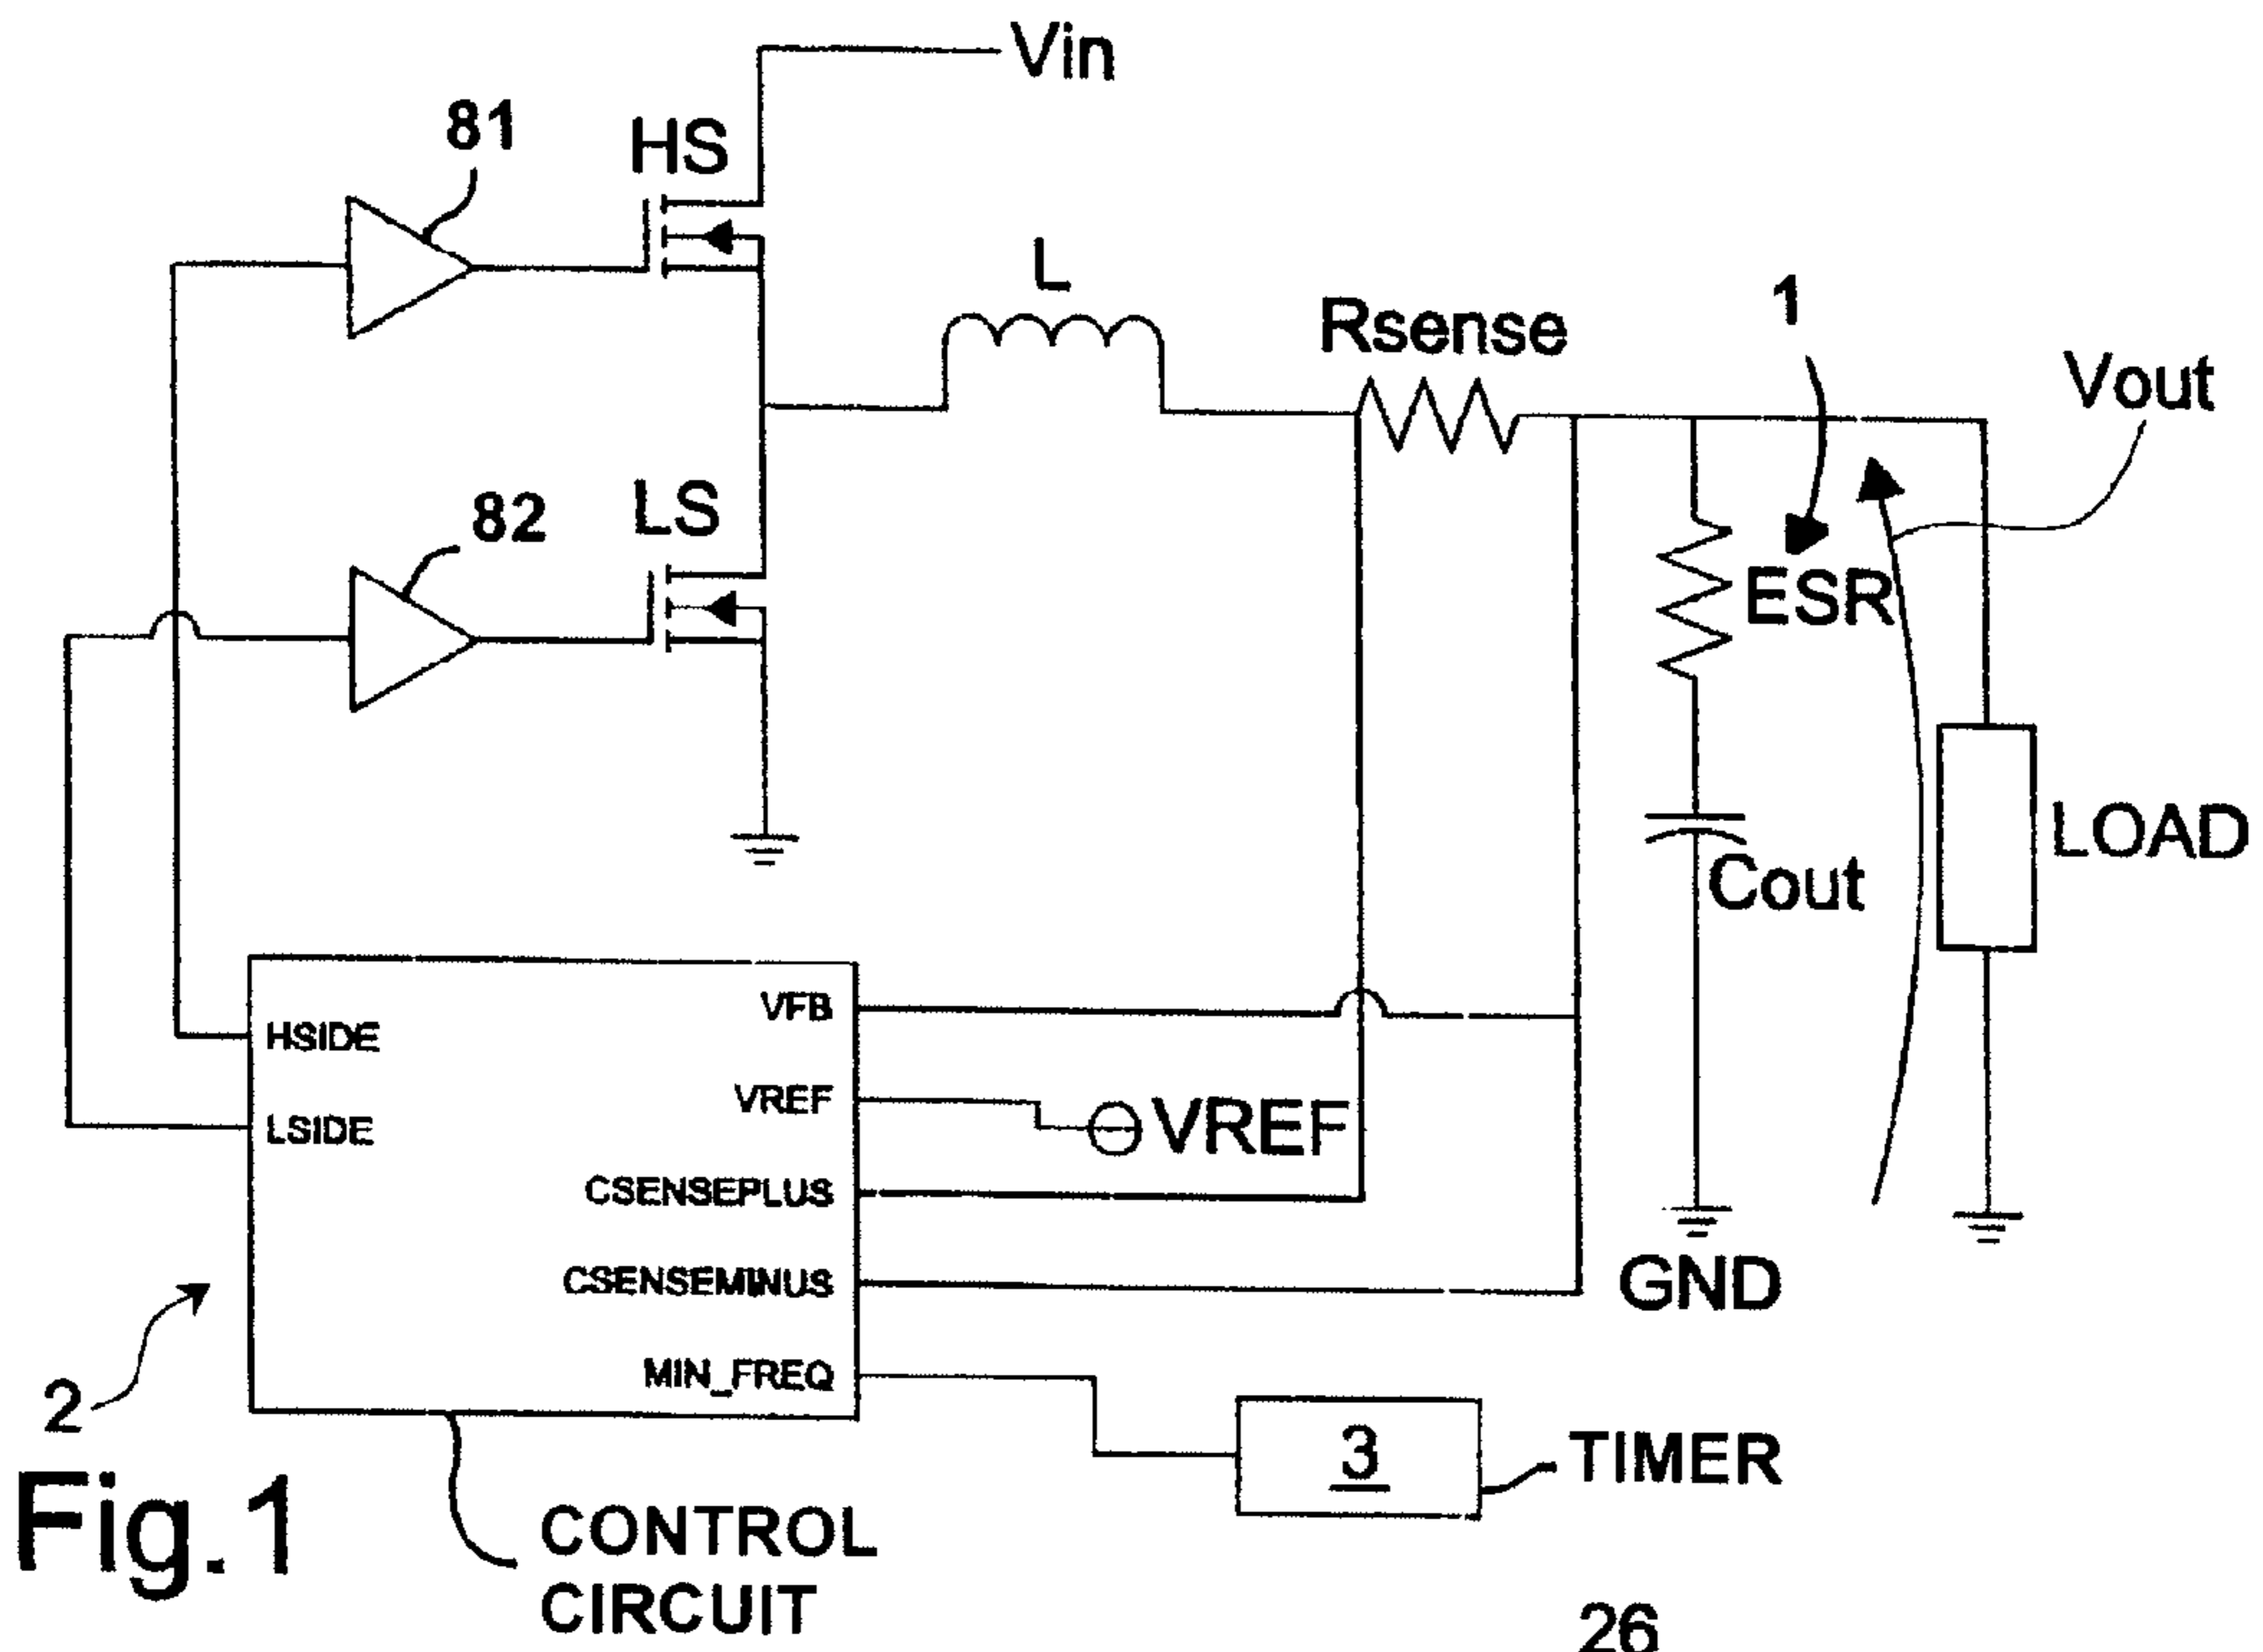 Vin
81
HS
L
Rsense
1
Vout
82
LS
ESR
LOAD
Cout
HSIDE
LSIDE
VFB
VREF
VREF
CSENSEPLUS
CSENSEMINUS
MIN_FREQ
GND
2
3
TIMER
Fig.1
CONTROL
CIRCUIT
26